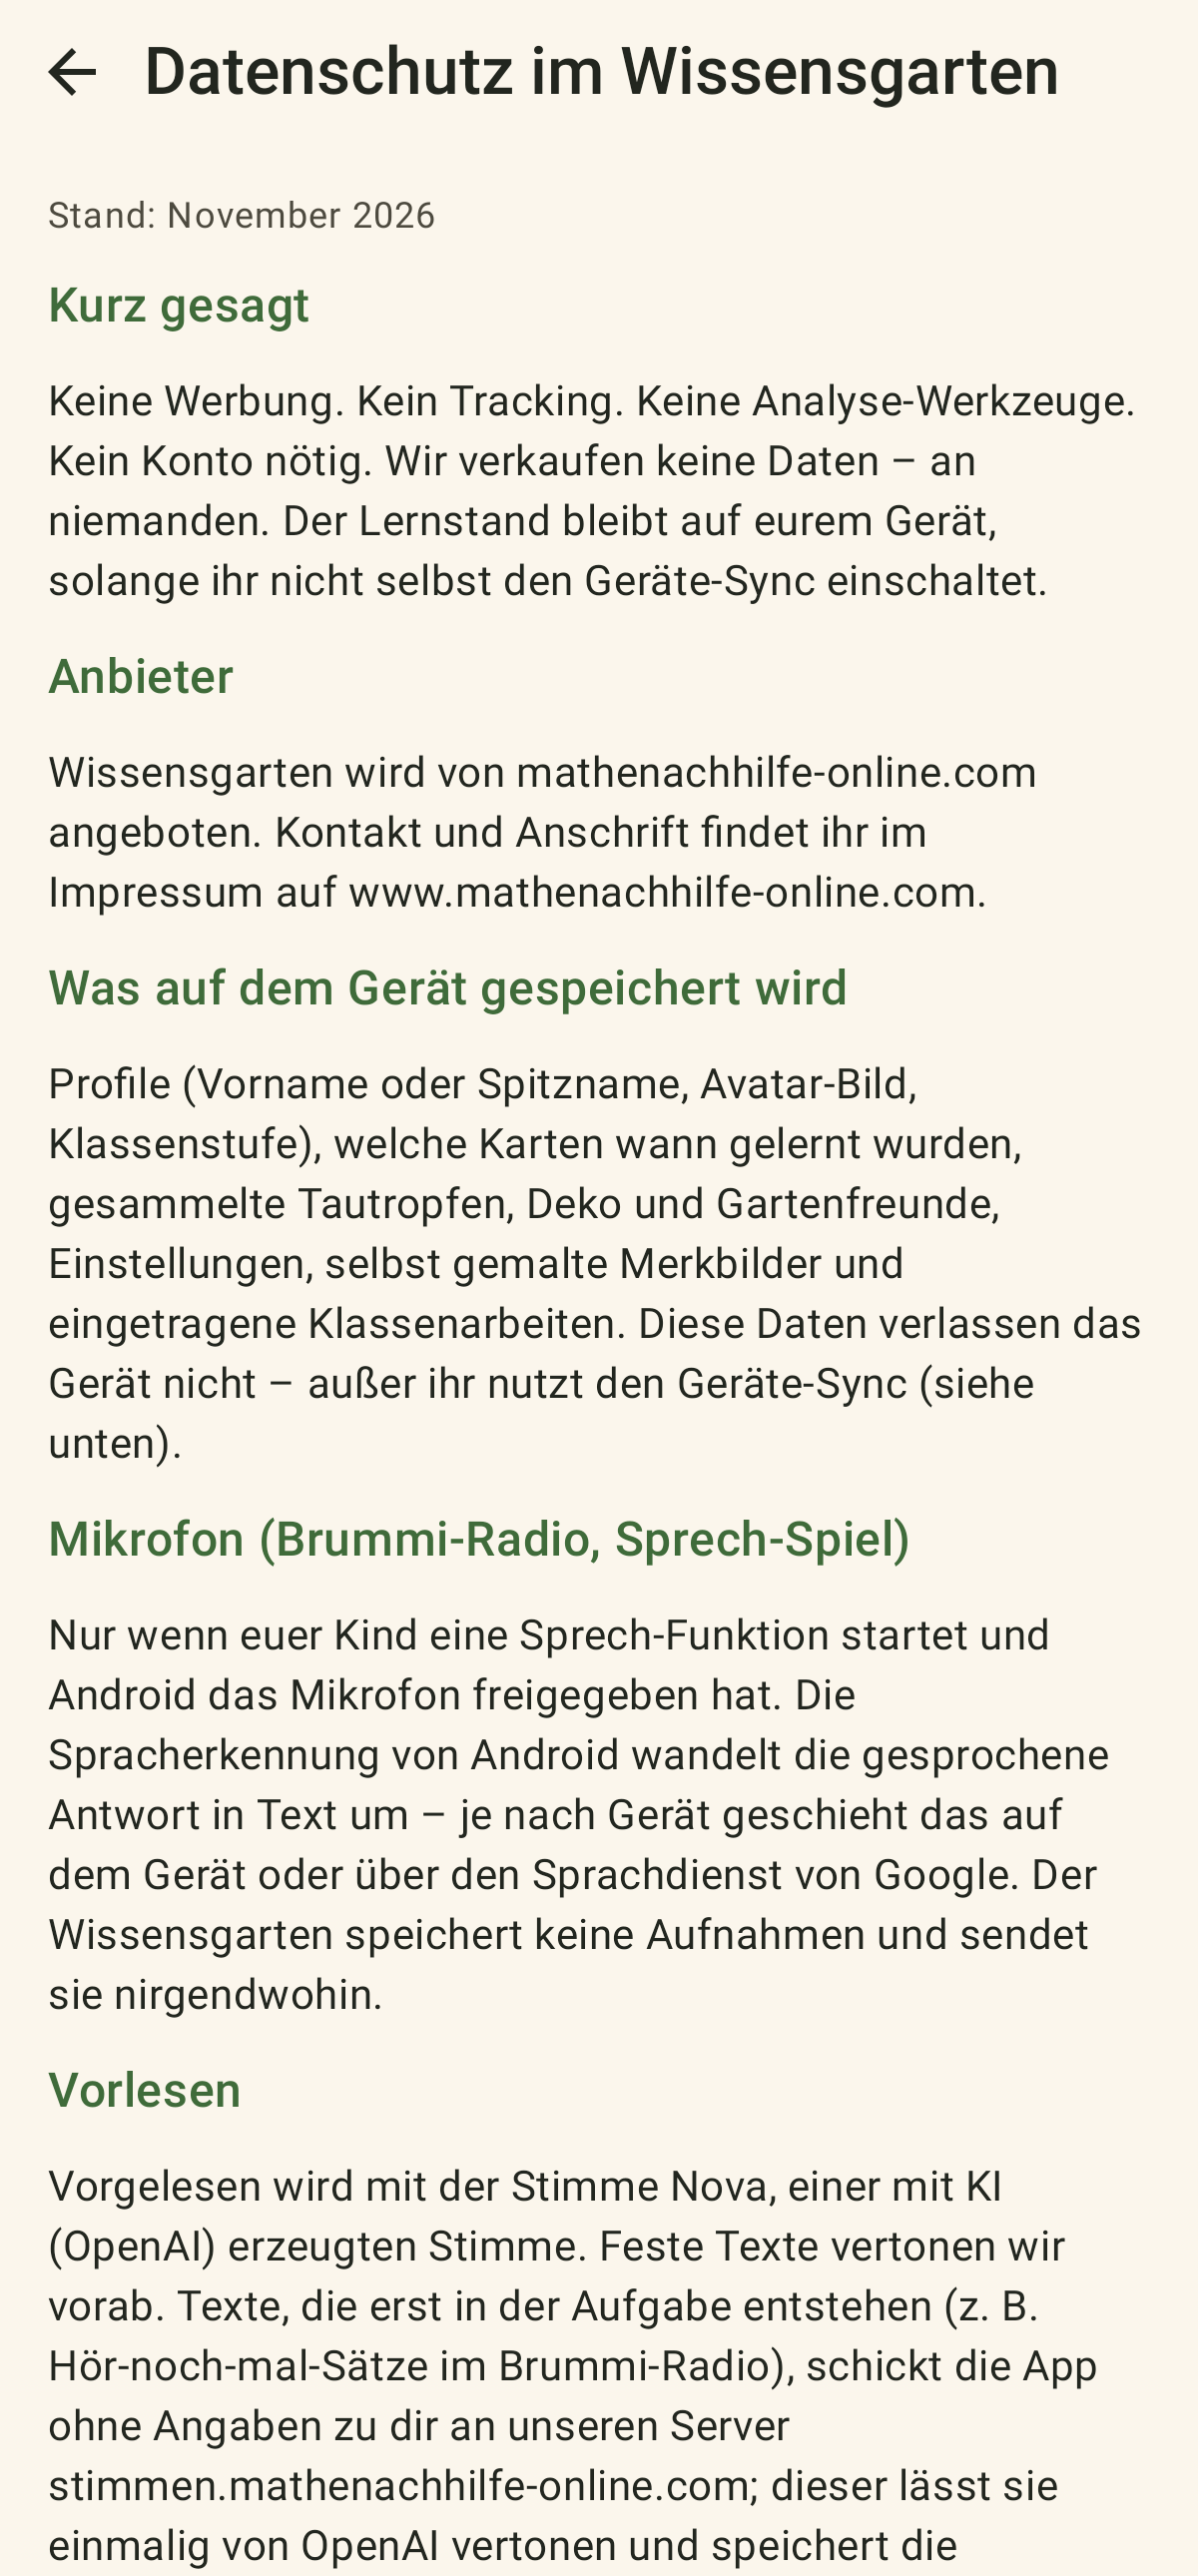 Datenschutz im Wissensgarten
Stand: November 2026
Kurz gesagt
Keine Werbung. Kein Tracking. Keine Analyse-Werkzeuge.
Kein Konto nötig. Wir verkaufen keine Daten – an
niemanden. Der Lernstand bleibt auf eurem Gerät,
solange ihr nicht selbst den Geräte-Sync einschaltet.
Anbieter
Wissensgarten wird von mathenachhilfe-online.com
angeboten. Kontakt und Anschrift findet ihr im
Impressum auf www.mathenachhilfe-online.com.
Was auf dem Gerät gespeichert wird
Profile (Vorname oder Spitzname, Avatar-Bild,
Klassenstufe), welche Karten wann gelernt wurden,
gesammelte Tautropfen, Deko und Gartenfreunde,
Einstellungen, selbst gemalte Merkbilder und
eingetragene Klassenarbeiten. Diese Daten verlassen das
Gerät nicht – außer ihr nutzt den Geräte-Sync (siehe
unten).
Mikrofon (Brummi-Radio, Sprech-Spiel)
Nur wenn euer Kind eine Sprech-Funktion startet und
Android das Mikrofon freigegeben hat. Die
Spracherkennung von Android wandelt die gesprochene
Antwort in Text um – je nach Gerät geschieht das auf
dem Gerät oder über den Sprachdienst von Google. Der
Wissensgarten speichert keine Aufnahmen und sendet
sie nirgendwohin.
Vorlesen
Vorgelesen wird mit der Stimme Nova, einer mit KI
(OpenAI) erzeugten Stimme. Feste Texte vertonen wir
vorab. Texte, die erst in der Aufgabe entstehen (z. B.
Hör-noch-mal-Sätze im Brummi-Radio), schickt die App
ohne Angaben zu dir an unseren Server
stimmen.mathenachhilfe-online.com; dieser lässt sie
einmalig von OpenAI vertonen und speichert die